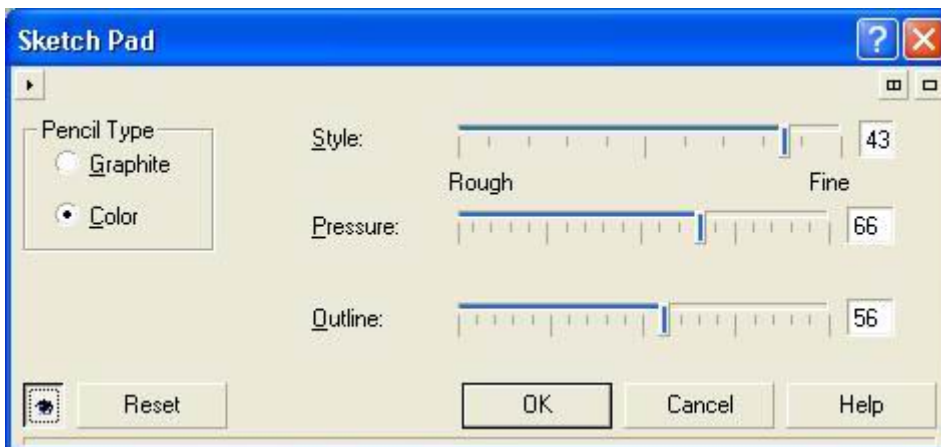 Sketch Pad
Pencil Type
Graphite
Color
Style: 43
Rough Fine
Pressure: 66
Outline: 56
Reset OK Cancel Help